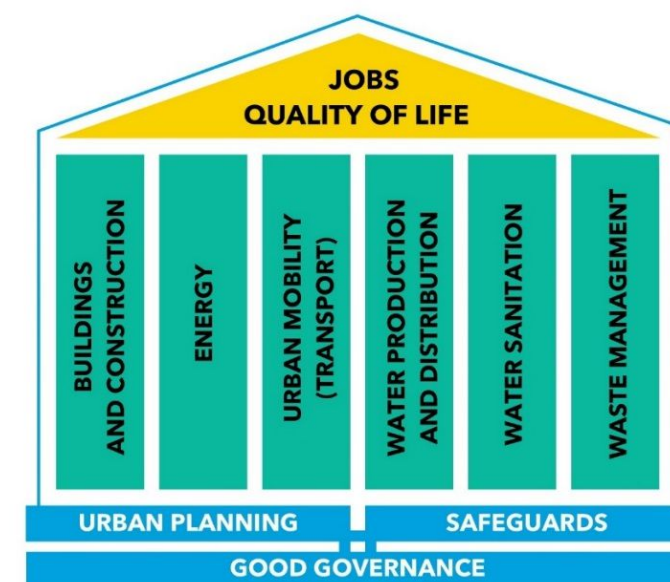 JOBS
QUALITY OF LIFE
BUILDINGS
AND CONSTRUCTION
ENERGY
URBAN MOBILITY
(TRANSPORT)
WATER PRODUCTION
AND DISTRIBUTION
WATER SANITATION
WASTE MANAGEMENT
URBAN PLANNING
SAFEGUARDS
GOOD GOVERNANCE